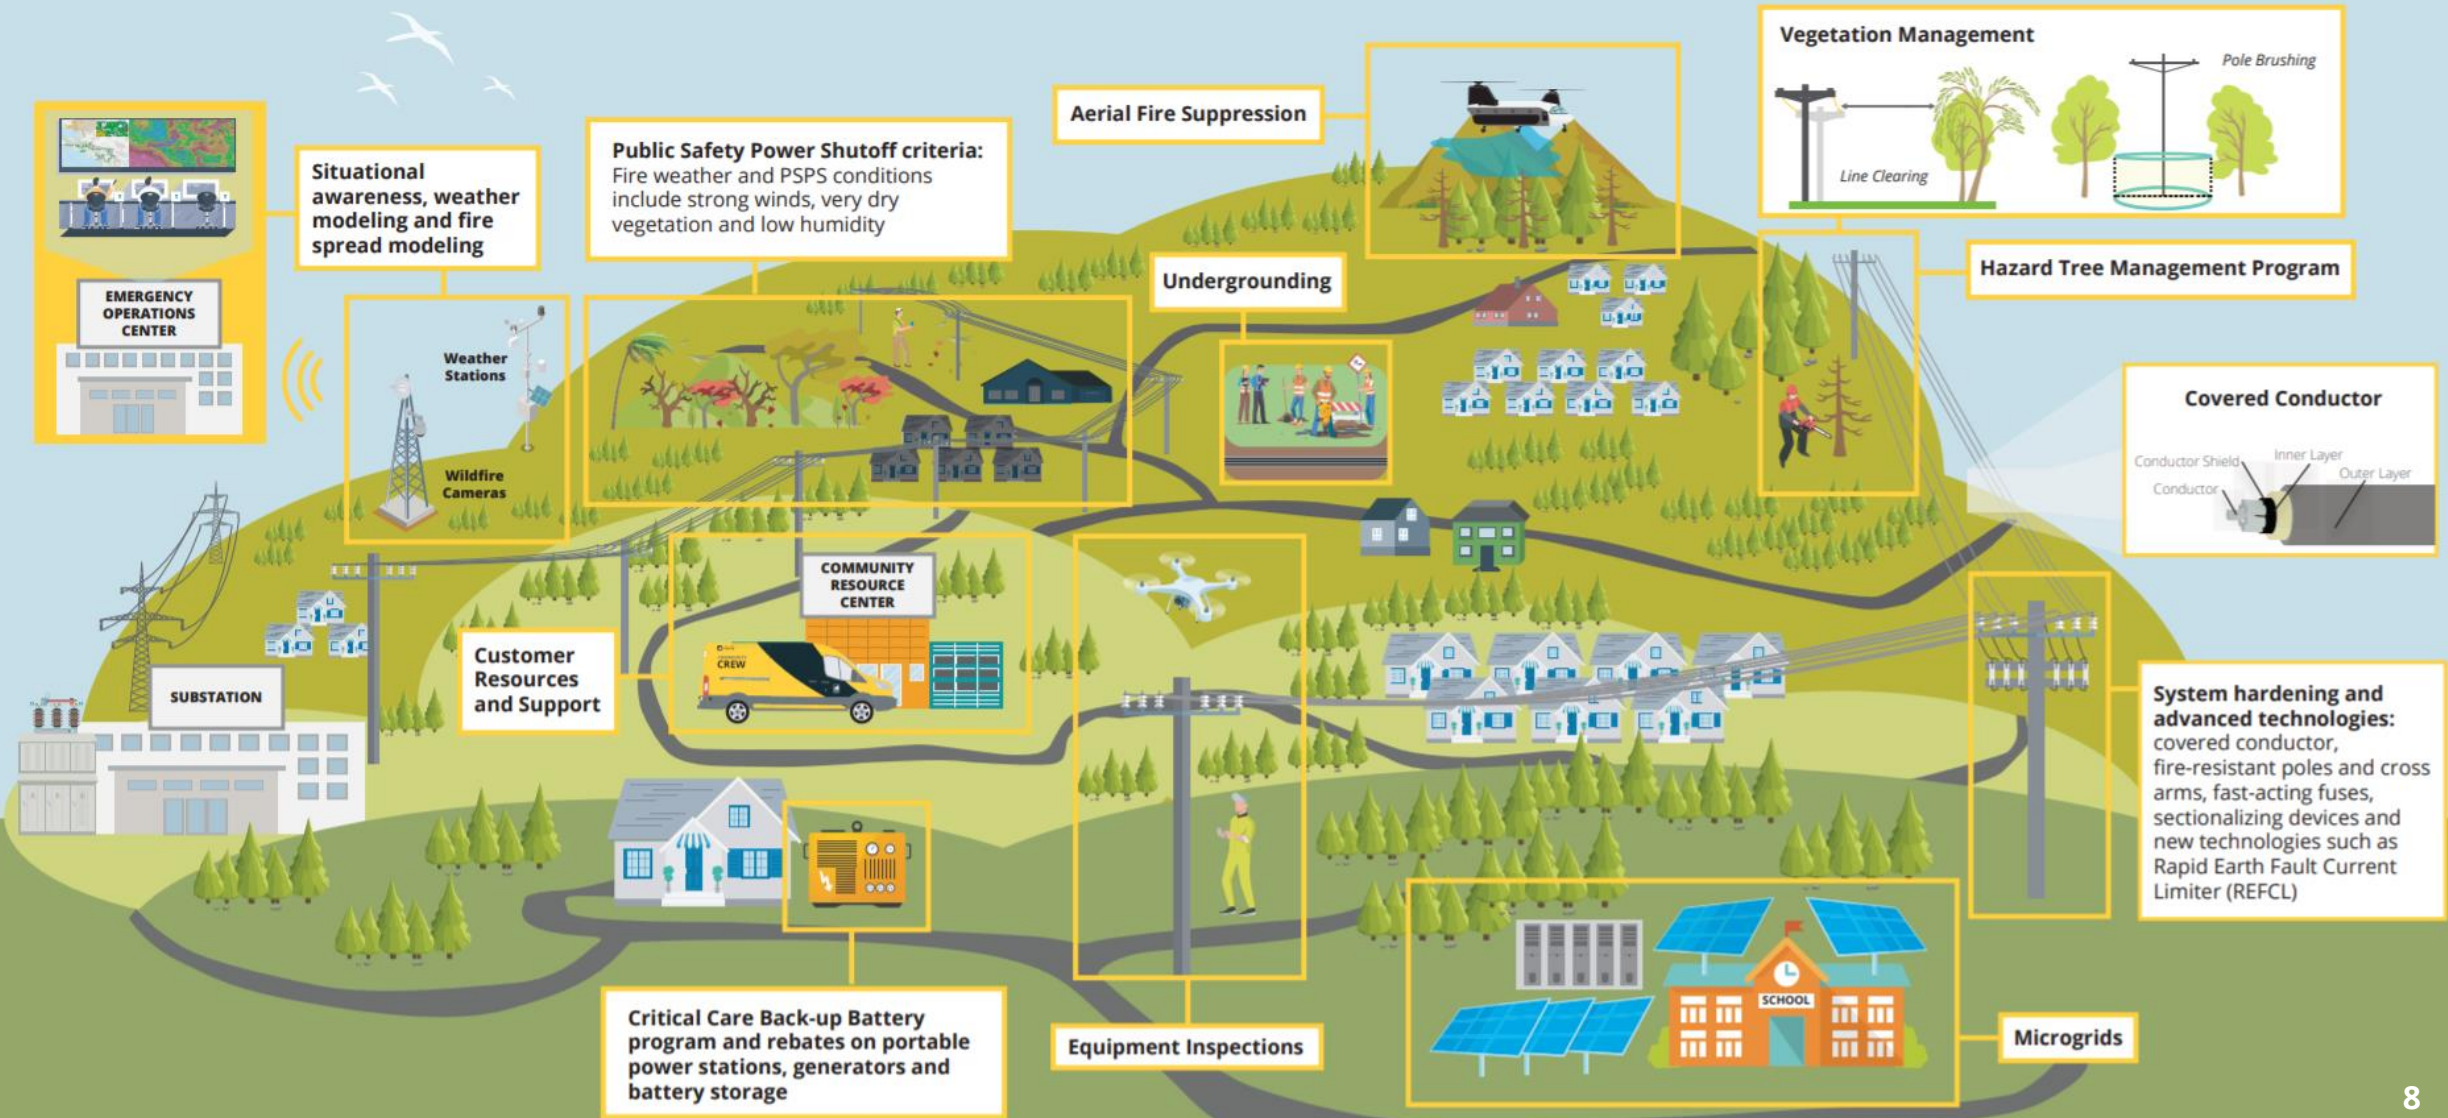 EMERGENCY
OPERATIONS
CENTER
Situational
awareness, weather
modeling and fire
spread modeling
Weather
Stations
Wildfire
Cameras
Public Safety Power Shutoff criteria:
Fire weather and PSPS conditions
include strong winds, very dry
vegetation and low humidity
Aerial Fire Suppression
Undergrounding
Vegetation Management
Pole Brushing
Line Clearing
Hazard Tree Management Program
Covered Conductor
Conductor Shield
Inner Layer
Outer Layer
Conductor
SUBSTATION
Customer
Resources
and Support
COMMUNITY
RESOURCE
CENTER
CREW
System hardening and
advanced technologies:
covered conductor,
fire-resistant poles and cross
arms, fast-acting fuses,
sectionalizing devices and
new technologies such as
Rapid Earth Fault Current
Limiter (REFCL)
Critical Care Back-up Battery
program and rebates on portable
power stations, generators and
battery storage
Equipment Inspections
SCHOOL
Microgrids
8